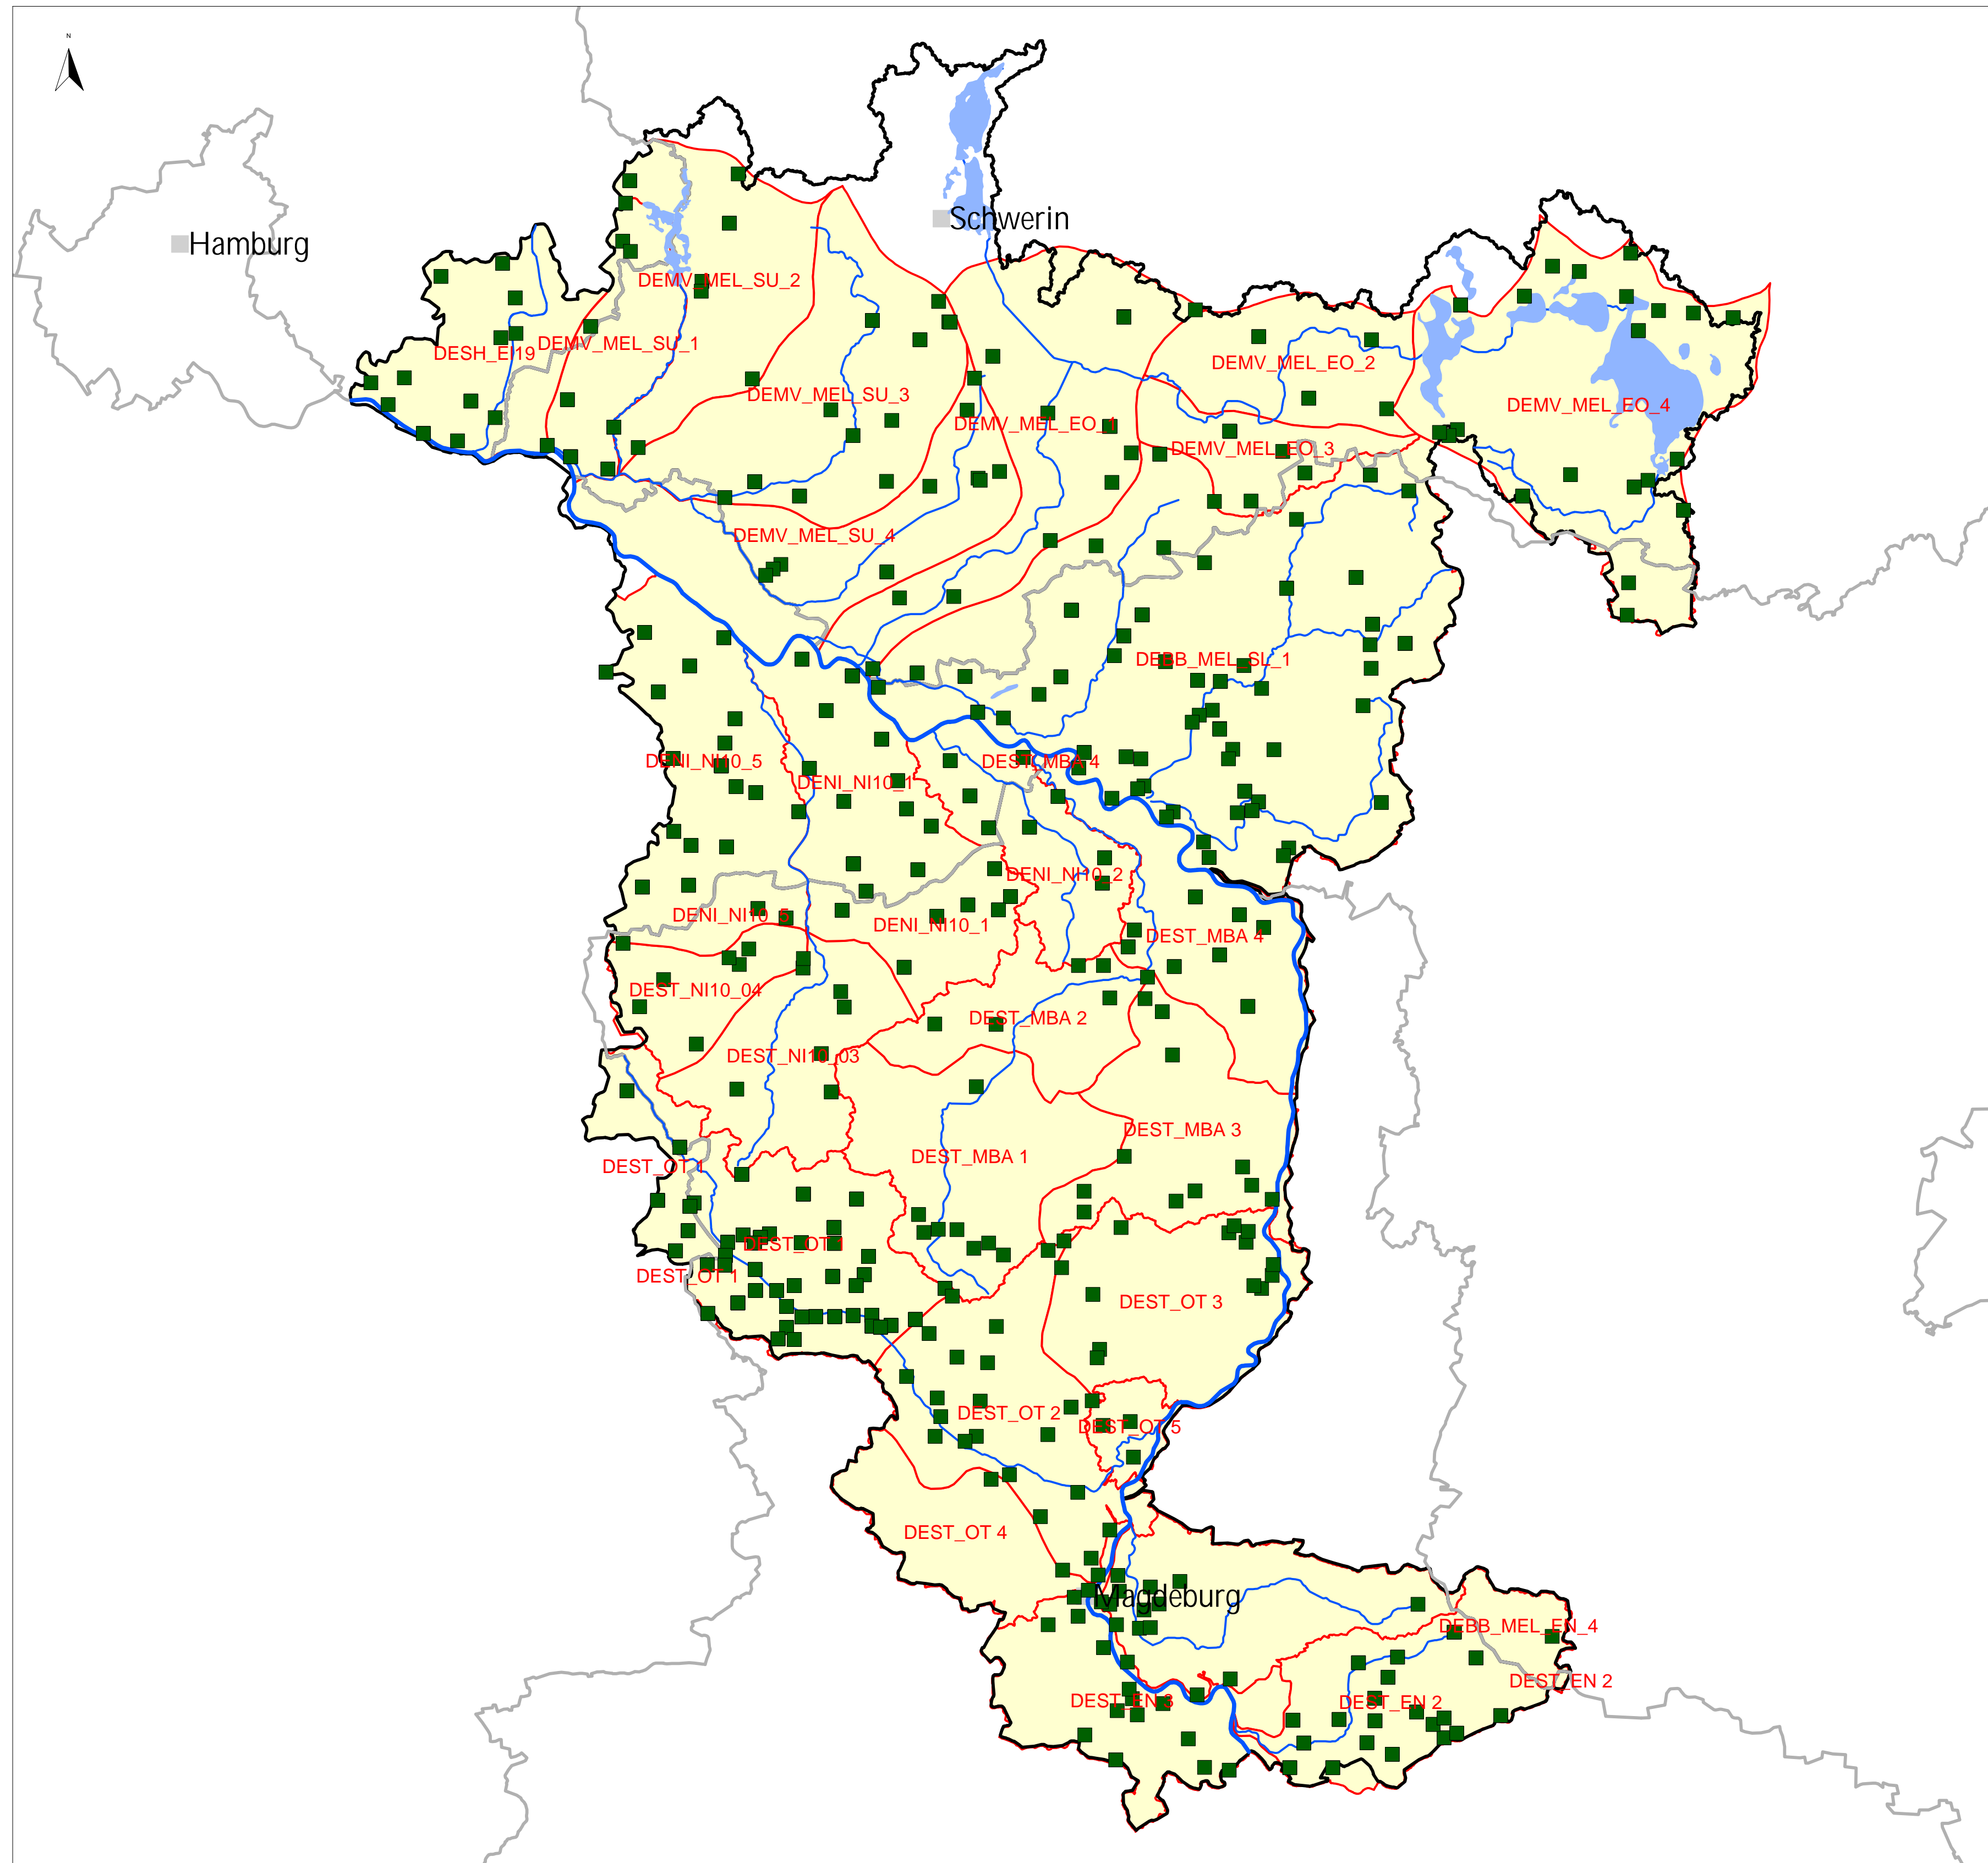 N
Schwerin
Hamburg
DEMV_MEL_SU_2
DEMV_MEL_SU_1
DESH_EI19
DEMV_MEL_EO_2
DEMV_MEL_SU_3
DEMV_MEL_EO_4
DEMV_MEL_EO_1
DEMV_MEL_EO_3
DEMV_MEL_SU_4
DEBB_MEL_SL_1
DENI_NI10_5
DEST_MBA 4
DENI_NI10_1
DENI_NI10_2
DENI_NI10_5
DENI_NI10_1
DEST_MBA 4
DEST_NI10_04
DEST_MBA 2
DEST_NI10_03
DEST_MBA 3
DEST_MBA 1
DEST_OT 1
DEST_OT 1
DEST_OT 1
DEST_OT 3
DEST_OT 2
DEST_OT 5
DEST_OT 4
Magdeburg
DEBB_MEL_EN_4
DEST_EN 2
DEST_EN 3
DEST_EN 2